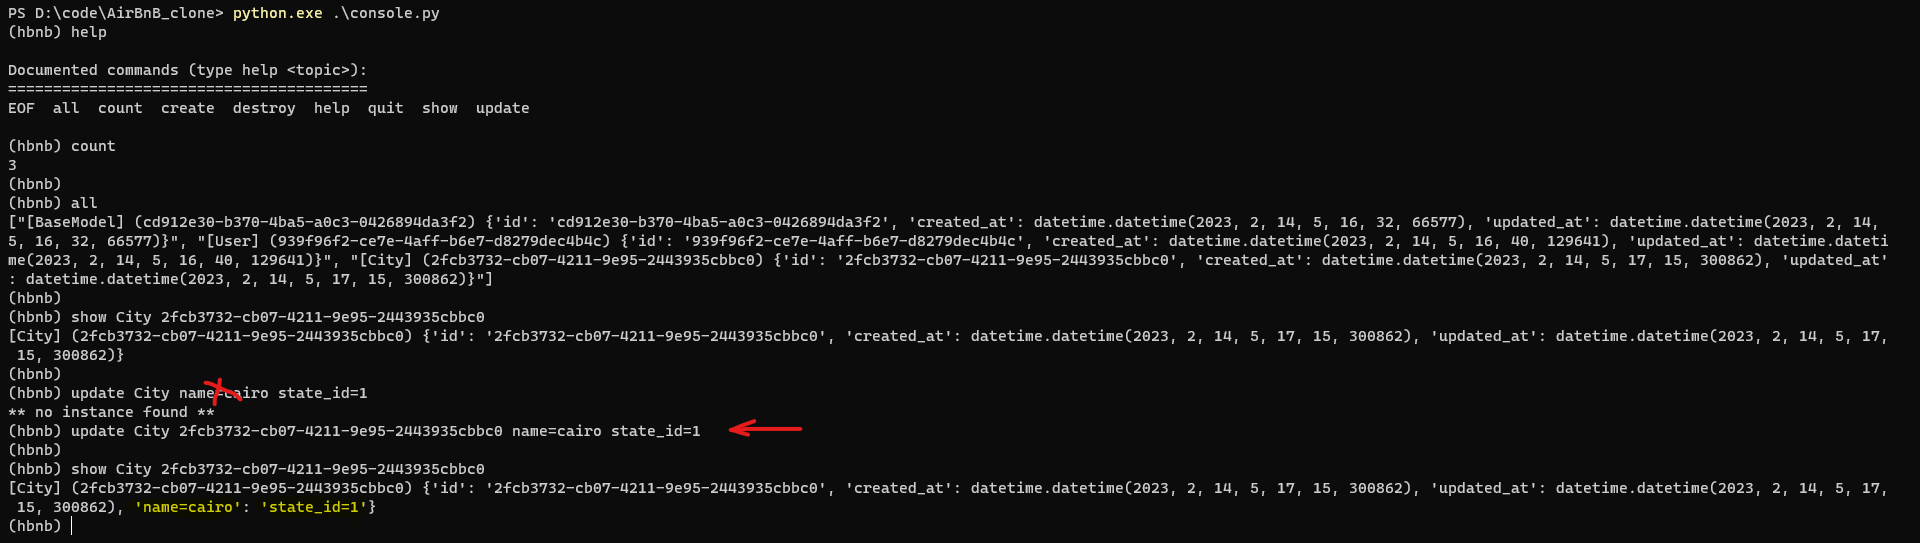 PS D:\code\AirBnB_clone> python.exe .\console.py
(hbnb) help
Documented commands (type help <topic>):
========================================
EOF  all  count  create  destroy  help  quit  show  update
(hbnb) count
3
(hbnb)
(hbnb) all
["[BaseModel] (cd912e30-b370-4ba5-a0c3-0426894da3f2) {'id': 'cd912e30-b370-4ba5-a0c3-0426894da3f2', 'created_at': datetime.datetime(2023, 2, 14, 5, 16, 32, 66577), 'updated_at': datetime.datetime(2023, 2, 14,
5, 16, 32, 66577)}", "[User] (939f96f2-ce7e-4aff-b6e7-d8279dec4b4c) {'id': '939f96f2-ce7e-4aff-b6e7-d8279dec4b4c', 'created_at': datetime.datetime(2023, 2, 14, 5, 16, 40, 129641), 'updated_at': datetime.dateti
me(2023, 2, 14, 5, 16, 40, 129641)}", "[City] (2fcb3732-cb07-4211-9e95-2443935cbbc0) {'id': '2fcb3732-cb07-4211-9e95-2443935cbbc0', 'created_at': datetime.datetime(2023, 2, 14, 5, 17, 15, 300862), 'updated_at'
: datetime.datetime(2023, 2, 14, 5, 17, 15, 300862)}"]
(hbnb)
(hbnb) show City 2fcb3732-cb07-4211-9e95-2443935cbbc0
[City] (2fcb3732-cb07-4211-9e95-2443935cbbc0) {'id': '2fcb3732-cb07-4211-9e95-2443935cbbc0', 'created_at': datetime.datetime(2023, 2, 14, 5, 17, 15, 300862), 'updated_at': datetime.datetime(2023, 2, 14, 5, 17,
15, 300862)}
(hbnb)
(hbnb) update City name=cairo state_id=1
** no instance found **
(hbnb) update City 2fcb3732-cb07-4211-9e95-2443935cbbc0 name=cairo state_id=1
(hbnb)
(hbnb) show City 2fcb3732-cb07-4211-9e95-2443935cbbc0
[City] (2fcb3732-cb07-4211-9e95-2443935cbbc0) {'id': '2fcb3732-cb07-4211-9e95-2443935cbbc0', 'created_at': datetime.datetime(2023, 2, 14, 5, 17, 15, 300862), 'updated_at': datetime.datetime(2023, 2, 14, 5, 17,
15, 300862), 'name=cairo': 'state_id=1'}
(hbnb)